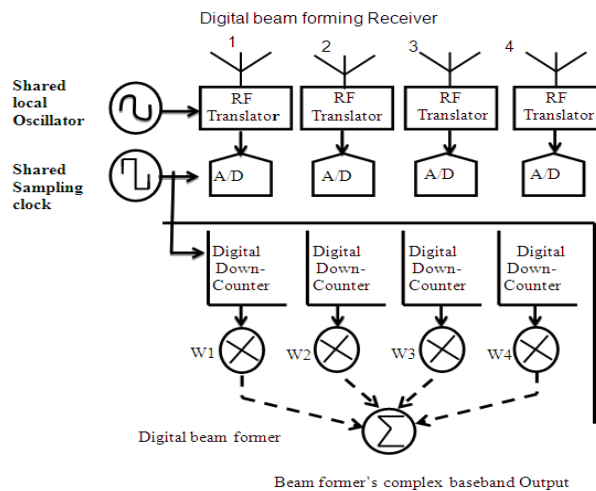 Digital beam forming Receiver
1 2 3 4
Shared
local
Oscillator
RF
Translator
RF
Translator
RF
Translator
RF
Translator
Shared
Sampling
clock
A/D
A/D
A/D
A/D
Digital
Down-
Counter
Digital
Down-
Counter
Digital
Down-
Counter
Digital
Down-
Counter
W1
W2
W3
W4
Σ
Digital beam former
Beam former's complex baseband Output